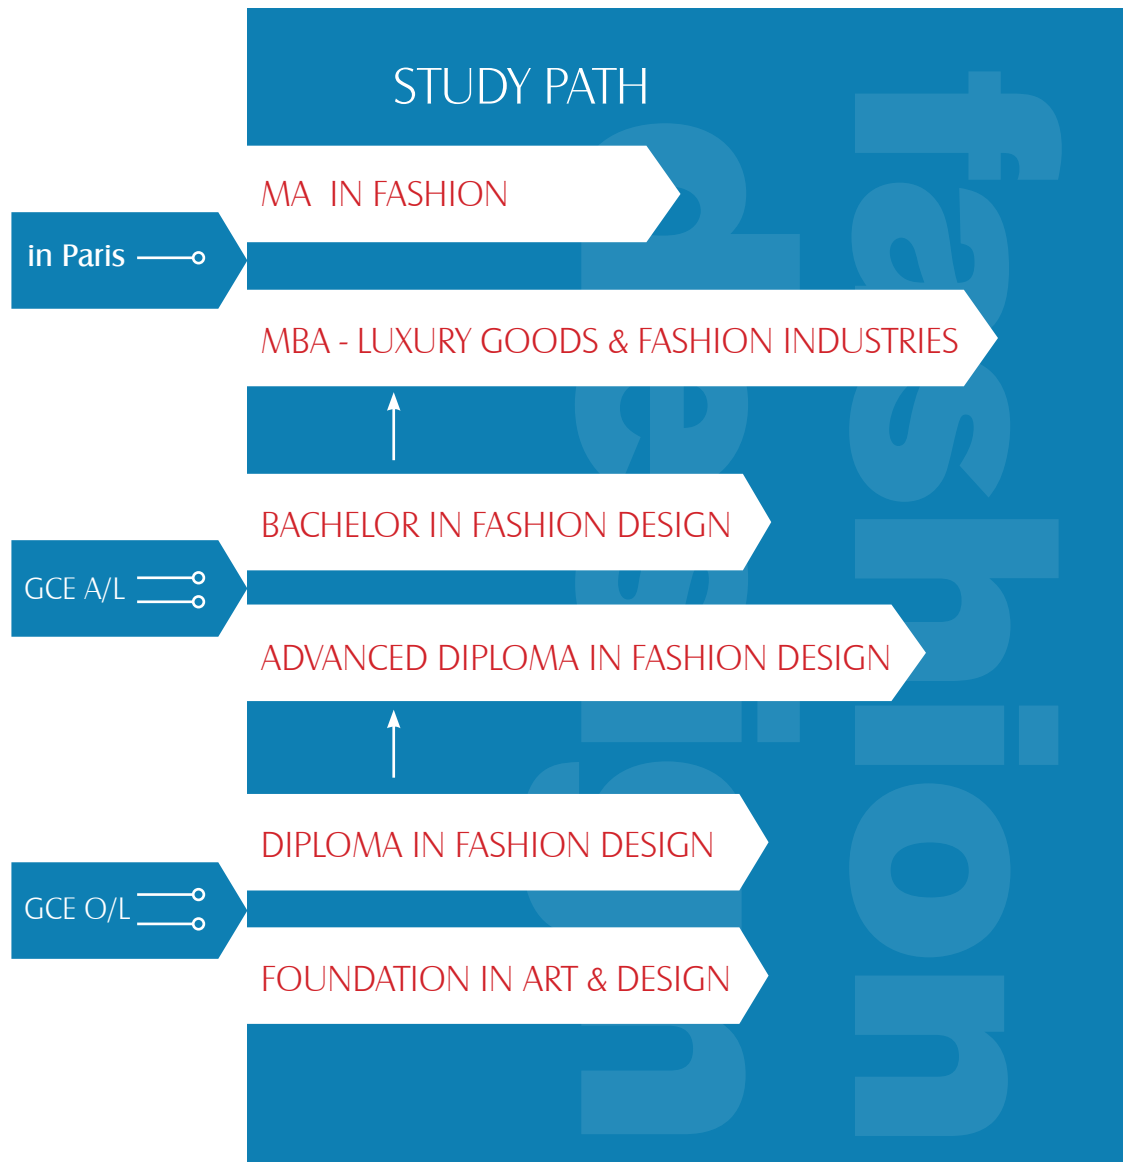 STUDY PATH
MA IN FASHION
in Paris
MBA - LUXURY GOODS & FASHION INDUSTRIES
BACHELOR IN FASHION DESIGN
GCE A/L
ADVANCED DIPLOMA IN FASHION DESIGN
DIPLOMA IN FASHION DESIGN
GCE O/L
FOUNDATION IN ART & DESIGN
fashion
design